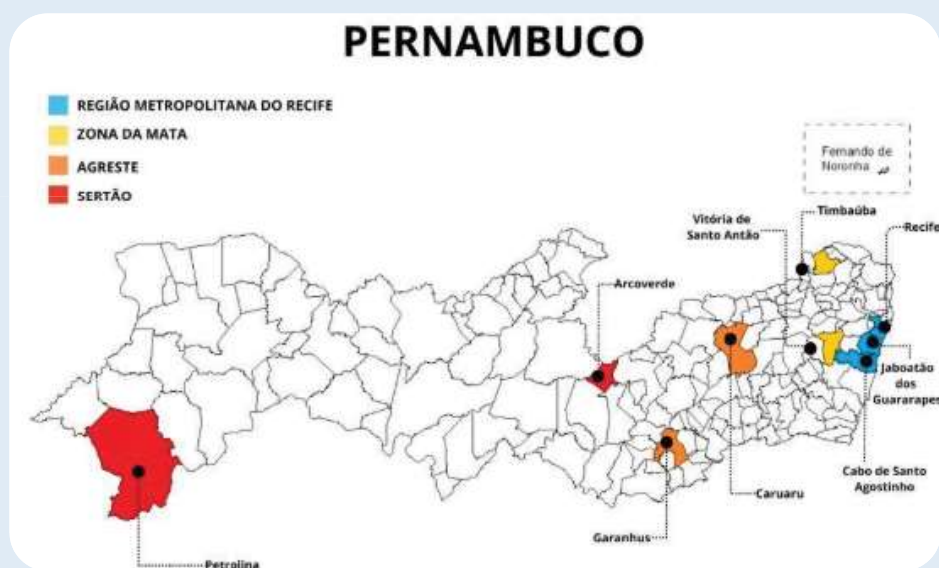 PERNAMBUCO
REGIÃO METROPOLITANA DO RECIFE
ZONA DA MATA
AGRESTE
SERTÃO
Fernando de
Noronha
Timbaúba
Vitória de
Santo Antão
Recife
Arcoverde
Jaboatão
dos
Guararapes
Cabo de Santo
Agostinho
Caruaru
Garanhus
Petrolina